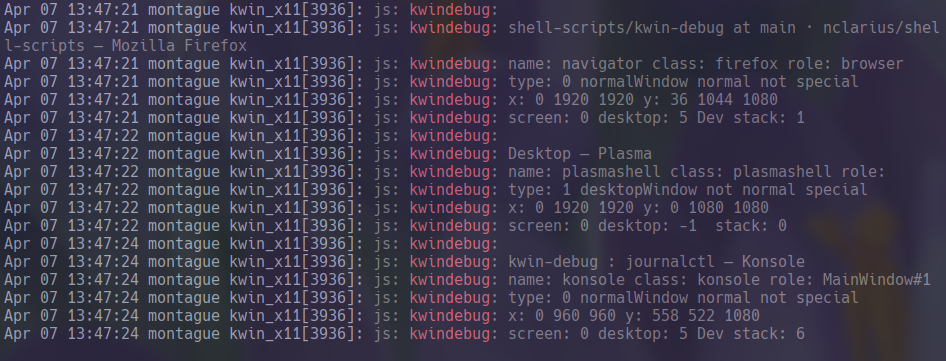 Apr 07 13:47:21 montague kwin_x11[3936]: js: kwindebug:
Apr 07 13:47:21 montague kwin_x11[3936]: js: kwindebug: shell-scripts/kwin-debug at main · nclarius/shel
l-scripts — Mozilla Firefox
Apr 07 13:47:21 montague kwin_x11[3936]: js: kwindebug: name: navigator class: firefox role: browser
Apr 07 13:47:21 montague kwin_x11[3936]: js: kwindebug: type: 0 normalWindow normal not special
Apr 07 13:47:21 montague kwin_x11[3936]: js: kwindebug: x: 0 1920 1920 y: 36 1044 1080
Apr 07 13:47:21 montague kwin_x11[3936]: js: kwindebug: screen: 0 desktop: 5 Dev stack: 1
Apr 07 13:47:22 montague kwin_x11[3936]: js: kwindebug:
Apr 07 13:47:22 montague kwin_x11[3936]: js: kwindebug: Desktop — Plasma
Apr 07 13:47:22 montague kwin_x11[3936]: js: kwindebug: name: plasmashell class: plasmashell role:
Apr 07 13:47:22 montague kwin_x11[3936]: js: kwindebug: type: 1 desktopWindow not normal special
Apr 07 13:47:22 montague kwin_x11[3936]: js: kwindebug: x: 0 1920 1920 y: 0 1080 1080
Apr 07 13:47:22 montague kwin_x11[3936]: js: kwindebug: screen: 0 desktop: -1  stack: 0
Apr 07 13:47:24 montague kwin_x11[3936]: js: kwindebug:
Apr 07 13:47:24 montague kwin_x11[3936]: js: kwindebug: kwin-debug : journalctl — Konsole
Apr 07 13:47:24 montague kwin_x11[3936]: js: kwindebug: name: konsole class: konsole role: MainWindow#1
Apr 07 13:47:24 montague kwin_x11[3936]: js: kwindebug: type: 0 normalWindow normal not special
Apr 07 13:47:24 montague kwin_x11[3936]: js: kwindebug: x: 0 960 960 y: 558 522 1080
Apr 07 13:47:24 montague kwin_x11[3936]: js: kwindebug: screen: 0 desktop: 5 Dev stack: 6